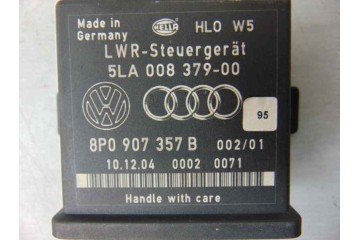 Made in
Germany
HELLA
HLO W5
LWR-Steuergerät
5LA 008 379-00
VW
95
8P0 907 357 B 002/01
10.12.04 0002 0071
Handle with care